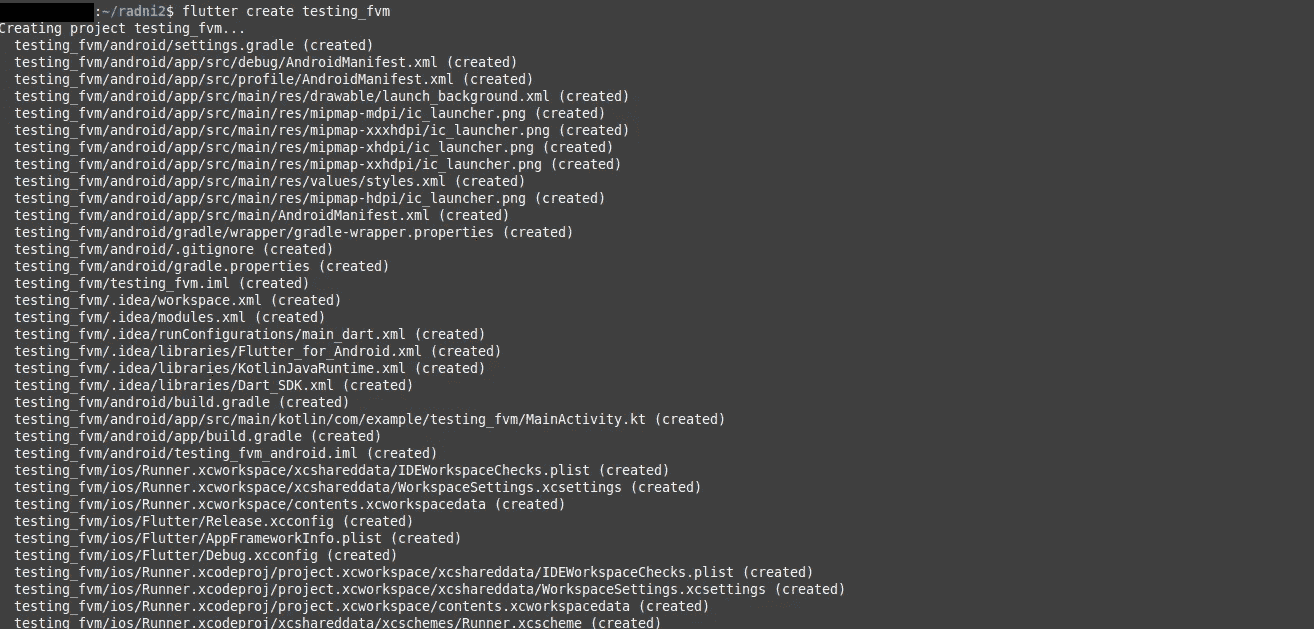 :~/radni2$ flutter create testing_fvm
Creating project testing_fvm...
testing_fvm/android/settings.gradle (created)
testing_fvm/android/app/src/debug/AndroidManifest.xml (created)
testing_fvm/android/app/src/profile/AndroidManifest.xml (created)
testing_fvm/android/app/src/main/res/drawable/launch_background.xml (created)
testing_fvm/android/app/src/main/res/mipmap-mdpi/ic_launcher.png (created)
testing_fvm/android/app/src/main/res/mipmap-xxxhdpi/ic_launcher.png (created)
testing_fvm/android/app/src/main/res/mipmap-xhdpi/ic_launcher.png (created)
testing_fvm/android/app/src/main/res/mipmap-xxhdpi/ic_launcher.png (created)
testing_fvm/android/app/src/main/res/values/styles.xml (created)
testing_fvm/android/app/src/main/res/mipmap-hdpi/ic_launcher.png (created)
testing_fvm/android/app/src/main/AndroidManifest.xml (created)
testing_fvm/android/gradle/wrapper/gradle-wrapper.properties (created)
testing_fvm/android/.gitignore (created)
testing_fvm/android/gradle.properties (created)
testing_fvm/testing_fvm.iml (created)
testing_fvm/.idea/workspace.xml (created)
testing_fvm/.idea/modules.xml (created)
testing_fvm/.idea/runConfigurations/main_dart.xml (created)
testing_fvm/.idea/libraries/Flutter_for_Android.xml (created)
testing_fvm/.idea/libraries/KotlinJavaRuntime.xml (created)
testing_fvm/.idea/libraries/Dart_SDK.xml (created)
testing_fvm/android/build.gradle (created)
testing_fvm/android/app/src/main/kotlin/com/example/testing_fvm/MainActivity.kt (created)
testing_fvm/android/app/build.gradle (created)
testing_fvm/android/testing_fvm_android.iml (created)
testing_fvm/ios/Runner.xcworkspace/xcshareddata/IDEWorkspaceChecks.plist (created)
testing_fvm/ios/Runner.xcworkspace/xcshareddata/WorkspaceSettings.xcsettings (created)
testing_fvm/ios/Runner.xcworkspace/contents.xcworkspacedata (created)
testing_fvm/ios/Flutter/Release.xcconfig (created)
testing_fvm/ios/Flutter/AppFrameworkInfo.plist (created)
testing_fvm/ios/Flutter/Debug.xcconfig (created)
testing_fvm/ios/Runner.xcodeproj/project.xcworkspace/xcshareddata/IDEWorkspaceChecks.plist (created)
testing_fvm/ios/Runner.xcodeproj/project.xcworkspace/xcshareddata/WorkspaceSettings.xcsettings (created)
testing_fvm/ios/Runner.xcodeproj/project.xcworkspace/contents.xcworkspacedata (created)
testing_fvm/ios/Runner.xcodeproj/xcshareddata/xcschemes/Runner.xcscheme (created)